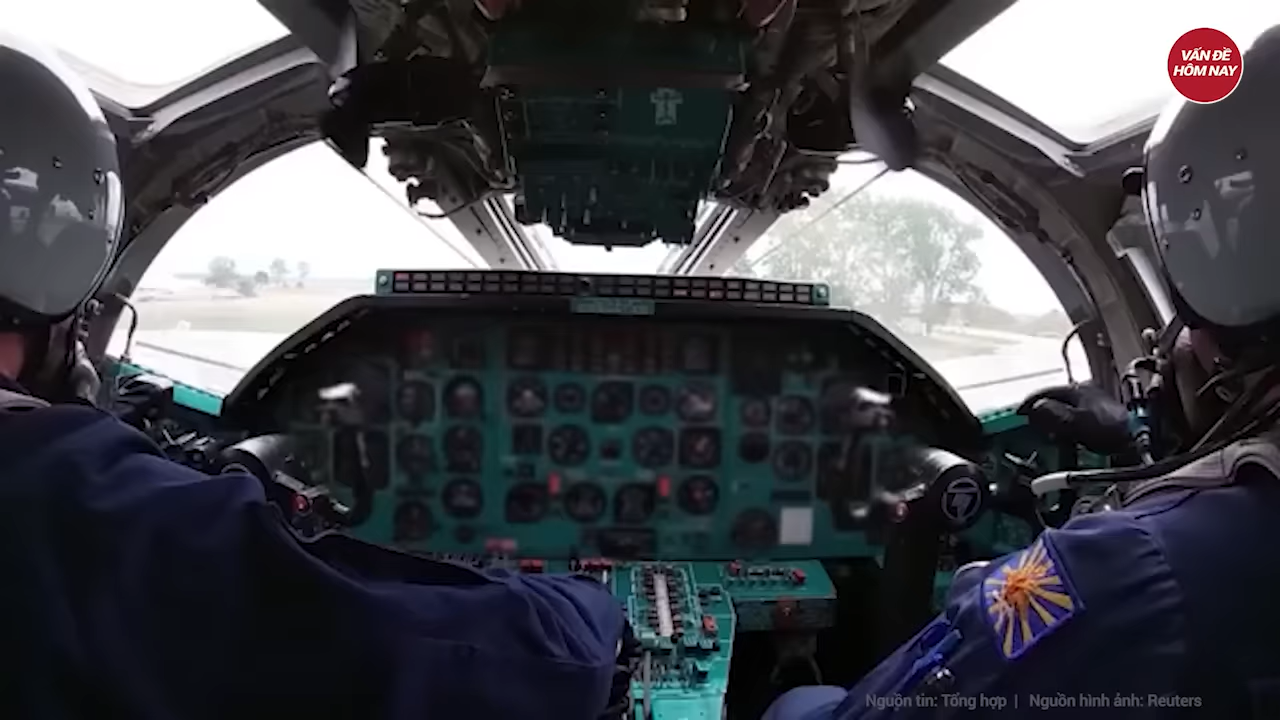 VẤN ĐỀ
HÔM NAY
Nguồn tin: Tổng hợp | Nguồn hình ảnh: Reuters